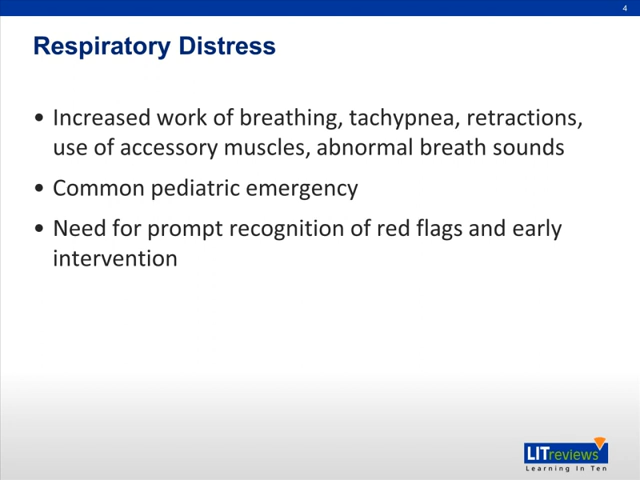 4
Respiratory Distress
• Increased work of breathing, tachypnea, retractions,
use of accessory muscles, abnormal breath sounds
• Common pediatric emergency
• Need for prompt recognition of red flags and early
intervention
LITreviews
Learning In Ten